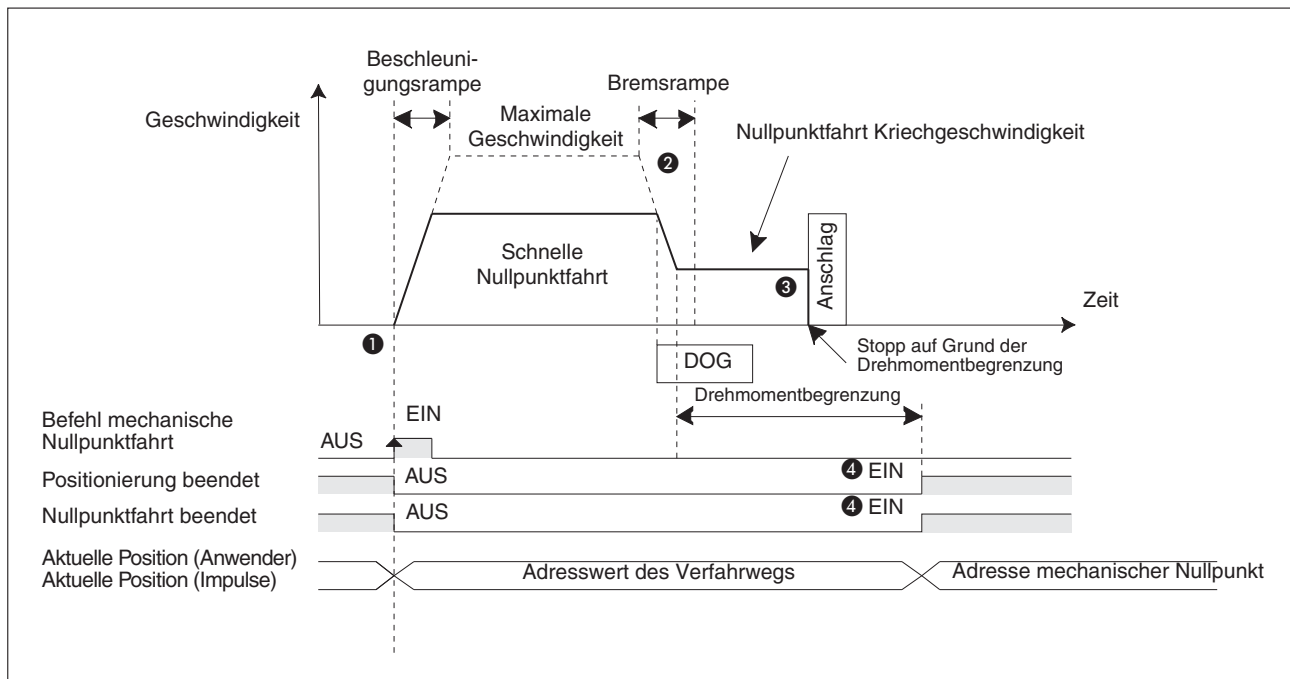 Beschleuni-
gungsrampe
Bremsrampe
Geschwindigkeit
Maximale
Geschwindigkeit
Nullpunktfahrt Kriechgeschwindigkeit
❷
Schnelle
Nullpunktfahrt
❸
Anschlag
Zeit
❶
DOG
Stopp auf Grund der
Drehmomentbegrenzung
Drehmomentbegrenzung
Befehl mechanische
Nullpunktfahrt
AUS
EIN
Positionierung beendet
AUS
❹ EIN
Nullpunktfahrt beendet
AUS
❹ EIN
Aktuelle Position (Anwender)
Aktuelle Position (Impulse)
Adresswert des Verfahrwegs
Adresse mechanischer Nullpunkt